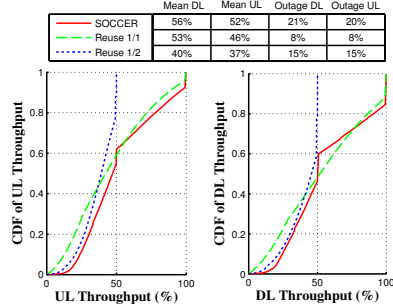 Mean DL Mean UL Outage DL Outage UL
SOCCER 56% 52% 21% 20%
Reuse 1/1 53% 46% 8% 8%
Reuse 1/2 40% 37% 15% 15%
CDF of UL Throughput
1
0.8
0.6
0.4
0.2
0
0 50 100
UL Throughput (%)
CDF of DL Throughput
1
0.8
0.6
0.4
0.2
0
0 50 100
DL Throughput (%)